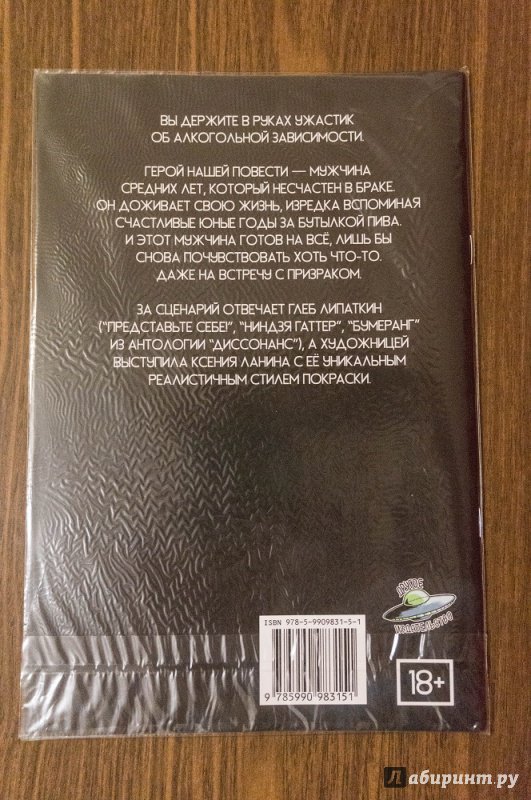 ВЫ ДЕРЖИТЕ В РУКАХ УЖАСТИК
ОБ АЛКОГОЛЬНОЙ ЗАВИСИМОСТИ.
ГЕРОЙ НАШЕЙ ПОВЕСТИ — МУЖЧИНА
СРЕДНИХ ЛЕТ, КОТОРЫЙ НЕСЧАСТЕН В БРАКЕ.
ОН ДОЖИВАЕТ СВОЮ ЖИЗНЬ, ИЗРЕДКА ВСПОМИНАЯ
СЧАСТЛИВЫЕ ЮНЫЕ ГОДЫ ЗА БУТЫЛКОЙ ПИВА.
И ЭТОТ МУЖЧИНА ГОТОВ НА ВСЁ, ЛИШЬ БЫ
СНОВА ПОЧУВСТВОВАТЬ ХОТЬ ЧТО-ТО.
ДАЖЕ НА ВСТРЕЧУ С ПРИЗРАКОМ.
ЗА СЦЕНАРИЙ ОТВЕЧАЕТ ГЛЕБ ЛИПАТКИН
("ПРЕДСТАВЬТЕ СЕБЕ!", "НИНДЗЯ ГАТТЕР", "БУМЕРАНГ"
ИЗ АНТОЛОГИИ "ДИССОНАНС"), А ХУДОЖНИЦЕЙ
ВЫСТУПИЛА КСЕНИЯ ЛАНИНА С ЕЁ УНИКАЛЬНЫМ
РЕАЛИСТИЧНЫМ СТИЛЕМ ПОКРАСКИ.
ДРУГОЕ
ИЗДАТЕЛЬСТВО
ISBN 978-5-9909831-5-1
9 785990 983151
18+
Лабиринт.ру